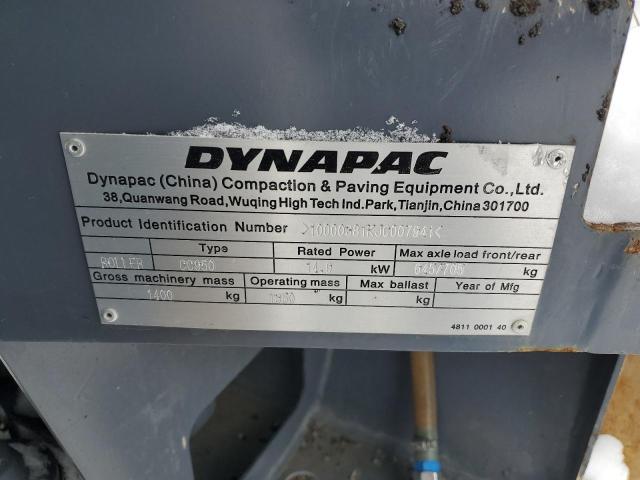 DYNAPAC
Dynapac (China) Compaction & Paving Equipment Co.,Ltd.
38,Quanwang Road,Wuqing High Tech Ind.Park,Tianjin,China 301700
Product Identification Number
Type Rated Power Max axle load front/rear
ROLLER CC950 kW kg
Gross machinery mass Operating mass Max ballast Year of Mfg
1400 kg kg kg
4811 0001 40